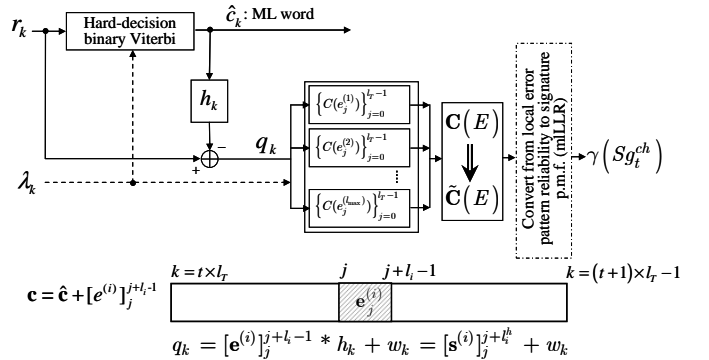 r_k
Hard-decision
binary Viterbi
ĉ_k : ML word
h_k
−
+
q_k
λ_k
{C(e_j^{(1)})}_{j=0}^{l_T−1}
{C(e_j^{(2)})}_{j=0}^{l_T−1}
{C(e_j^{(l_max)})}_{j=0}^{l_T−1}
C(E)
C̃(E)
Convert from local error
pattern reliability to signature
p.m.f. (mlLLR)
γ(Sg_t^{ch})
k = t×l_T
j
j+l_i−1
k = (t+1)×l_T−1
c = ĉ + [e^{(i)}]_j^{j+l_i-1}
e_j^{(i)}
q_k = [e^{(i)}]_j^{j+l_i−1} * h_k + w_k = [s^{(i)}]_j^{j+l_i^h} + w_k